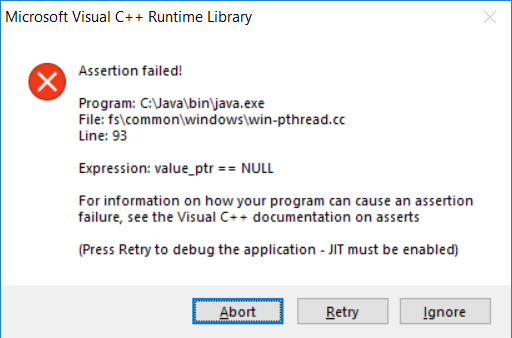 Microsoft Visual C++ Runtime Library
Assertion failed!
Program: C:\Java\bin\java.exe
File: fs\common\windows\win-pthread.cc
Line: 93
Expression: value_ptr == NULL
For information on how your program can cause an assertion
failure, see the Visual C++ documentation on asserts
(Press Retry to debug the application - JIT must be enabled)
Abort
Retry
Ignore